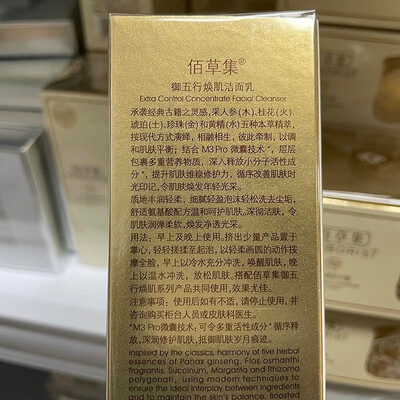 佰草集®
御五行焕肌洁面乳
Extra Control Concentrate Facial Cleanser
承袭经典古籍之灵感，采人参(木)、桂花(火)、
琥珀(土)、珍珠(金)和黄精(水)五种本草精萃，
按现代方式演绎，相融相生，彼此牵制，以调
和肌肤平衡；结合M3 Pro微囊技术*，层层
包裹多重营养物质，深入释放小分子活性成
分*，提升肌肤维稳修护力，循序改善肌肤时
光印记，令肌肤焕发年轻光采。
质地丰润轻柔，细腻轻盈泡沫轻松洗去尘垢，
舒适氨基酸配方温和呵护肌肤，深彻洁肤，令
肌肤润弹柔软，焕发净透光采。
用法：早上及晚上使用。挤出少量产品置于
掌心，轻轻搓揉至起泡，以轻柔画圆的动作按
摩全脸。早上以冷水充分冲洗，唤醒肌肤，晚
上以温水冲洗，放松肌肤。搭配佰草集御五
行焕肌系列产品共同使用，效果尤佳。
注意事项：使用后如有不适，请停止使用，并
咨询购买柜台人员或皮肤科医生。
*M3 Pro微囊技术，可令多重活性成分*循序释
放，深润修护肌肤，抵御肌肤岁月痕迹。
Inspired by the classics, harmony of five herbal
essences of Panax ginseng, Flos osmanthi
fragrantis, Succinum, Margarita and Rhizoma
polygonati, using modern techniques to
ensure the ideal interplay between ingredients
and to maintain the skin's balance. Boosted